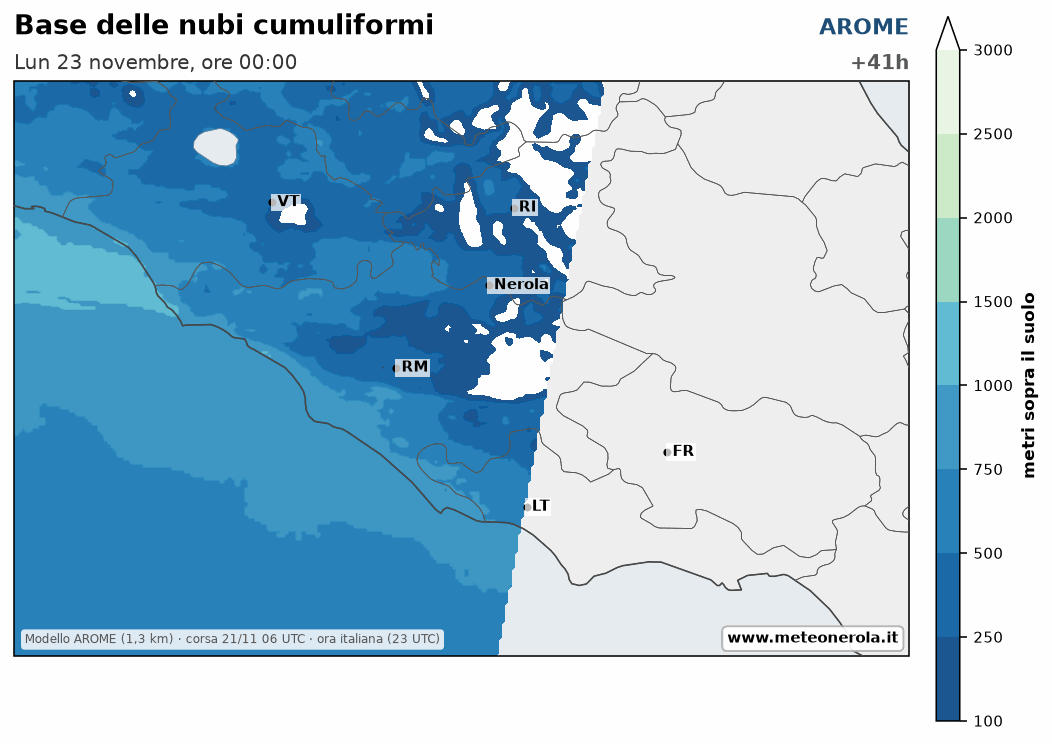 Base delle nubi cumuliformi
AROME
Lun 23 novembre, ore 00:00
+41h
VT
RI
Nerola
RM
FR
LT
Modello AROME (1,3 km) · corsa 21/11 06 UTC · ora italiana (23 UTC)
www.meteonerola.it
3000
2500
2000
1500
1000
750
500
250
100
metri sopra il suolo